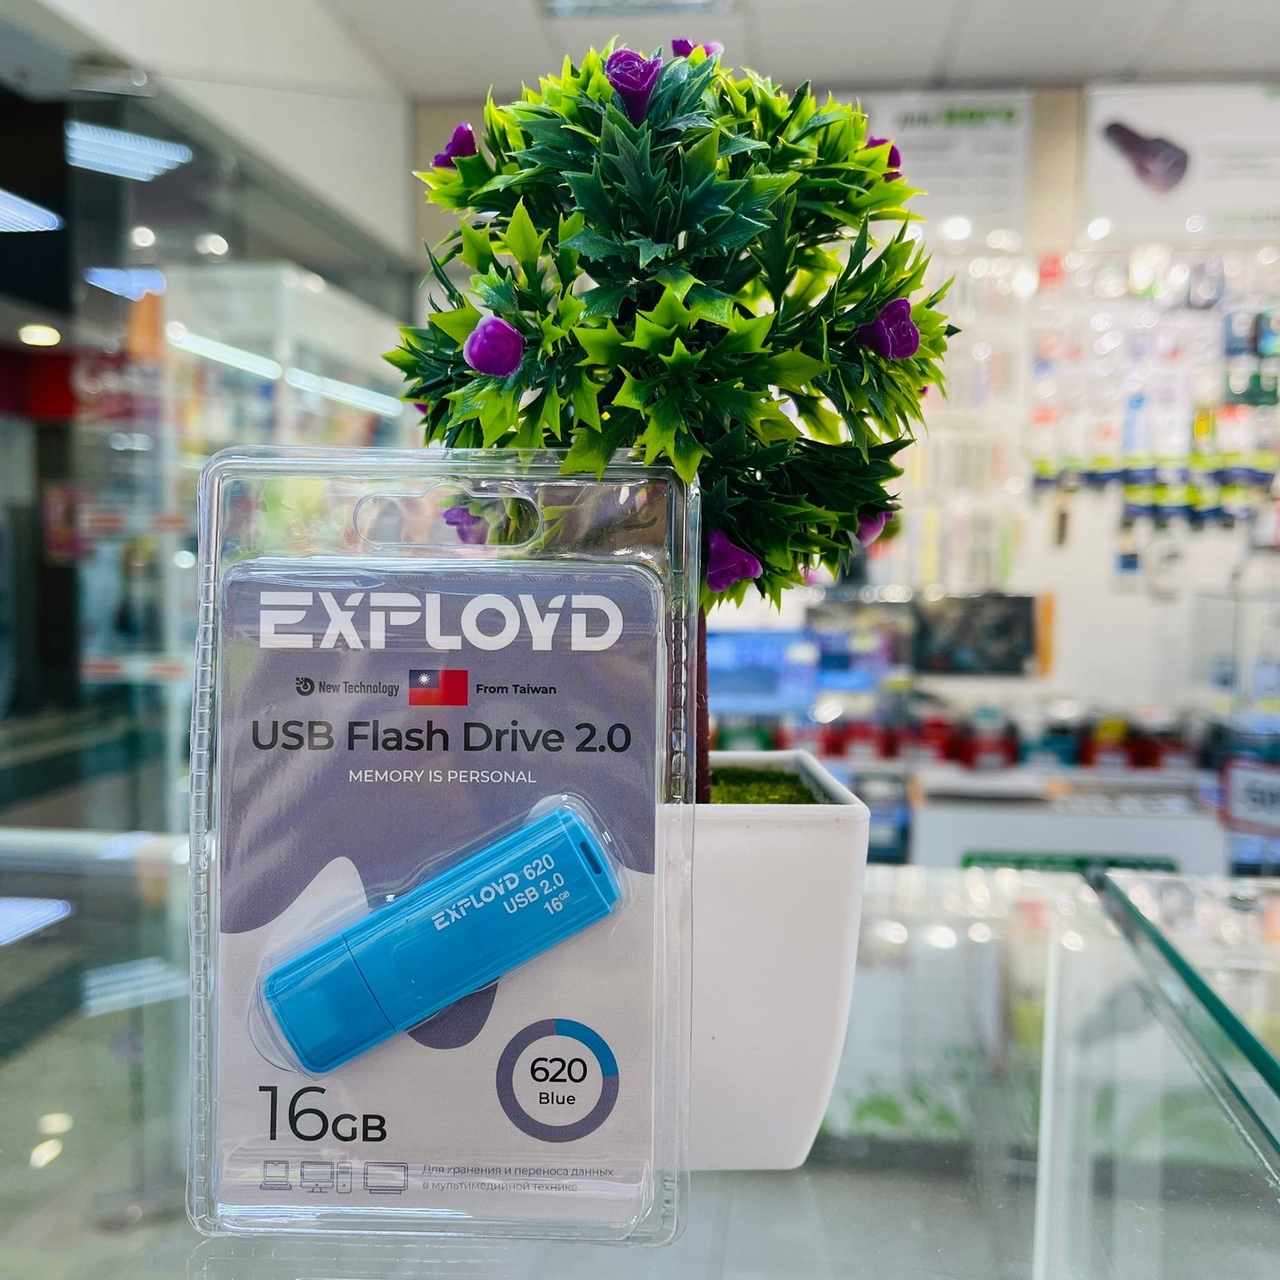 EXPLOYD
New Technology From Taiwan
USB Flash Drive 2.0
MEMORY IS PERSONAL
EXPLOYD 620
USB 2.0
16GB
620
Blue
16GB
Для хранения и переноса данных
в мультимедийной технике